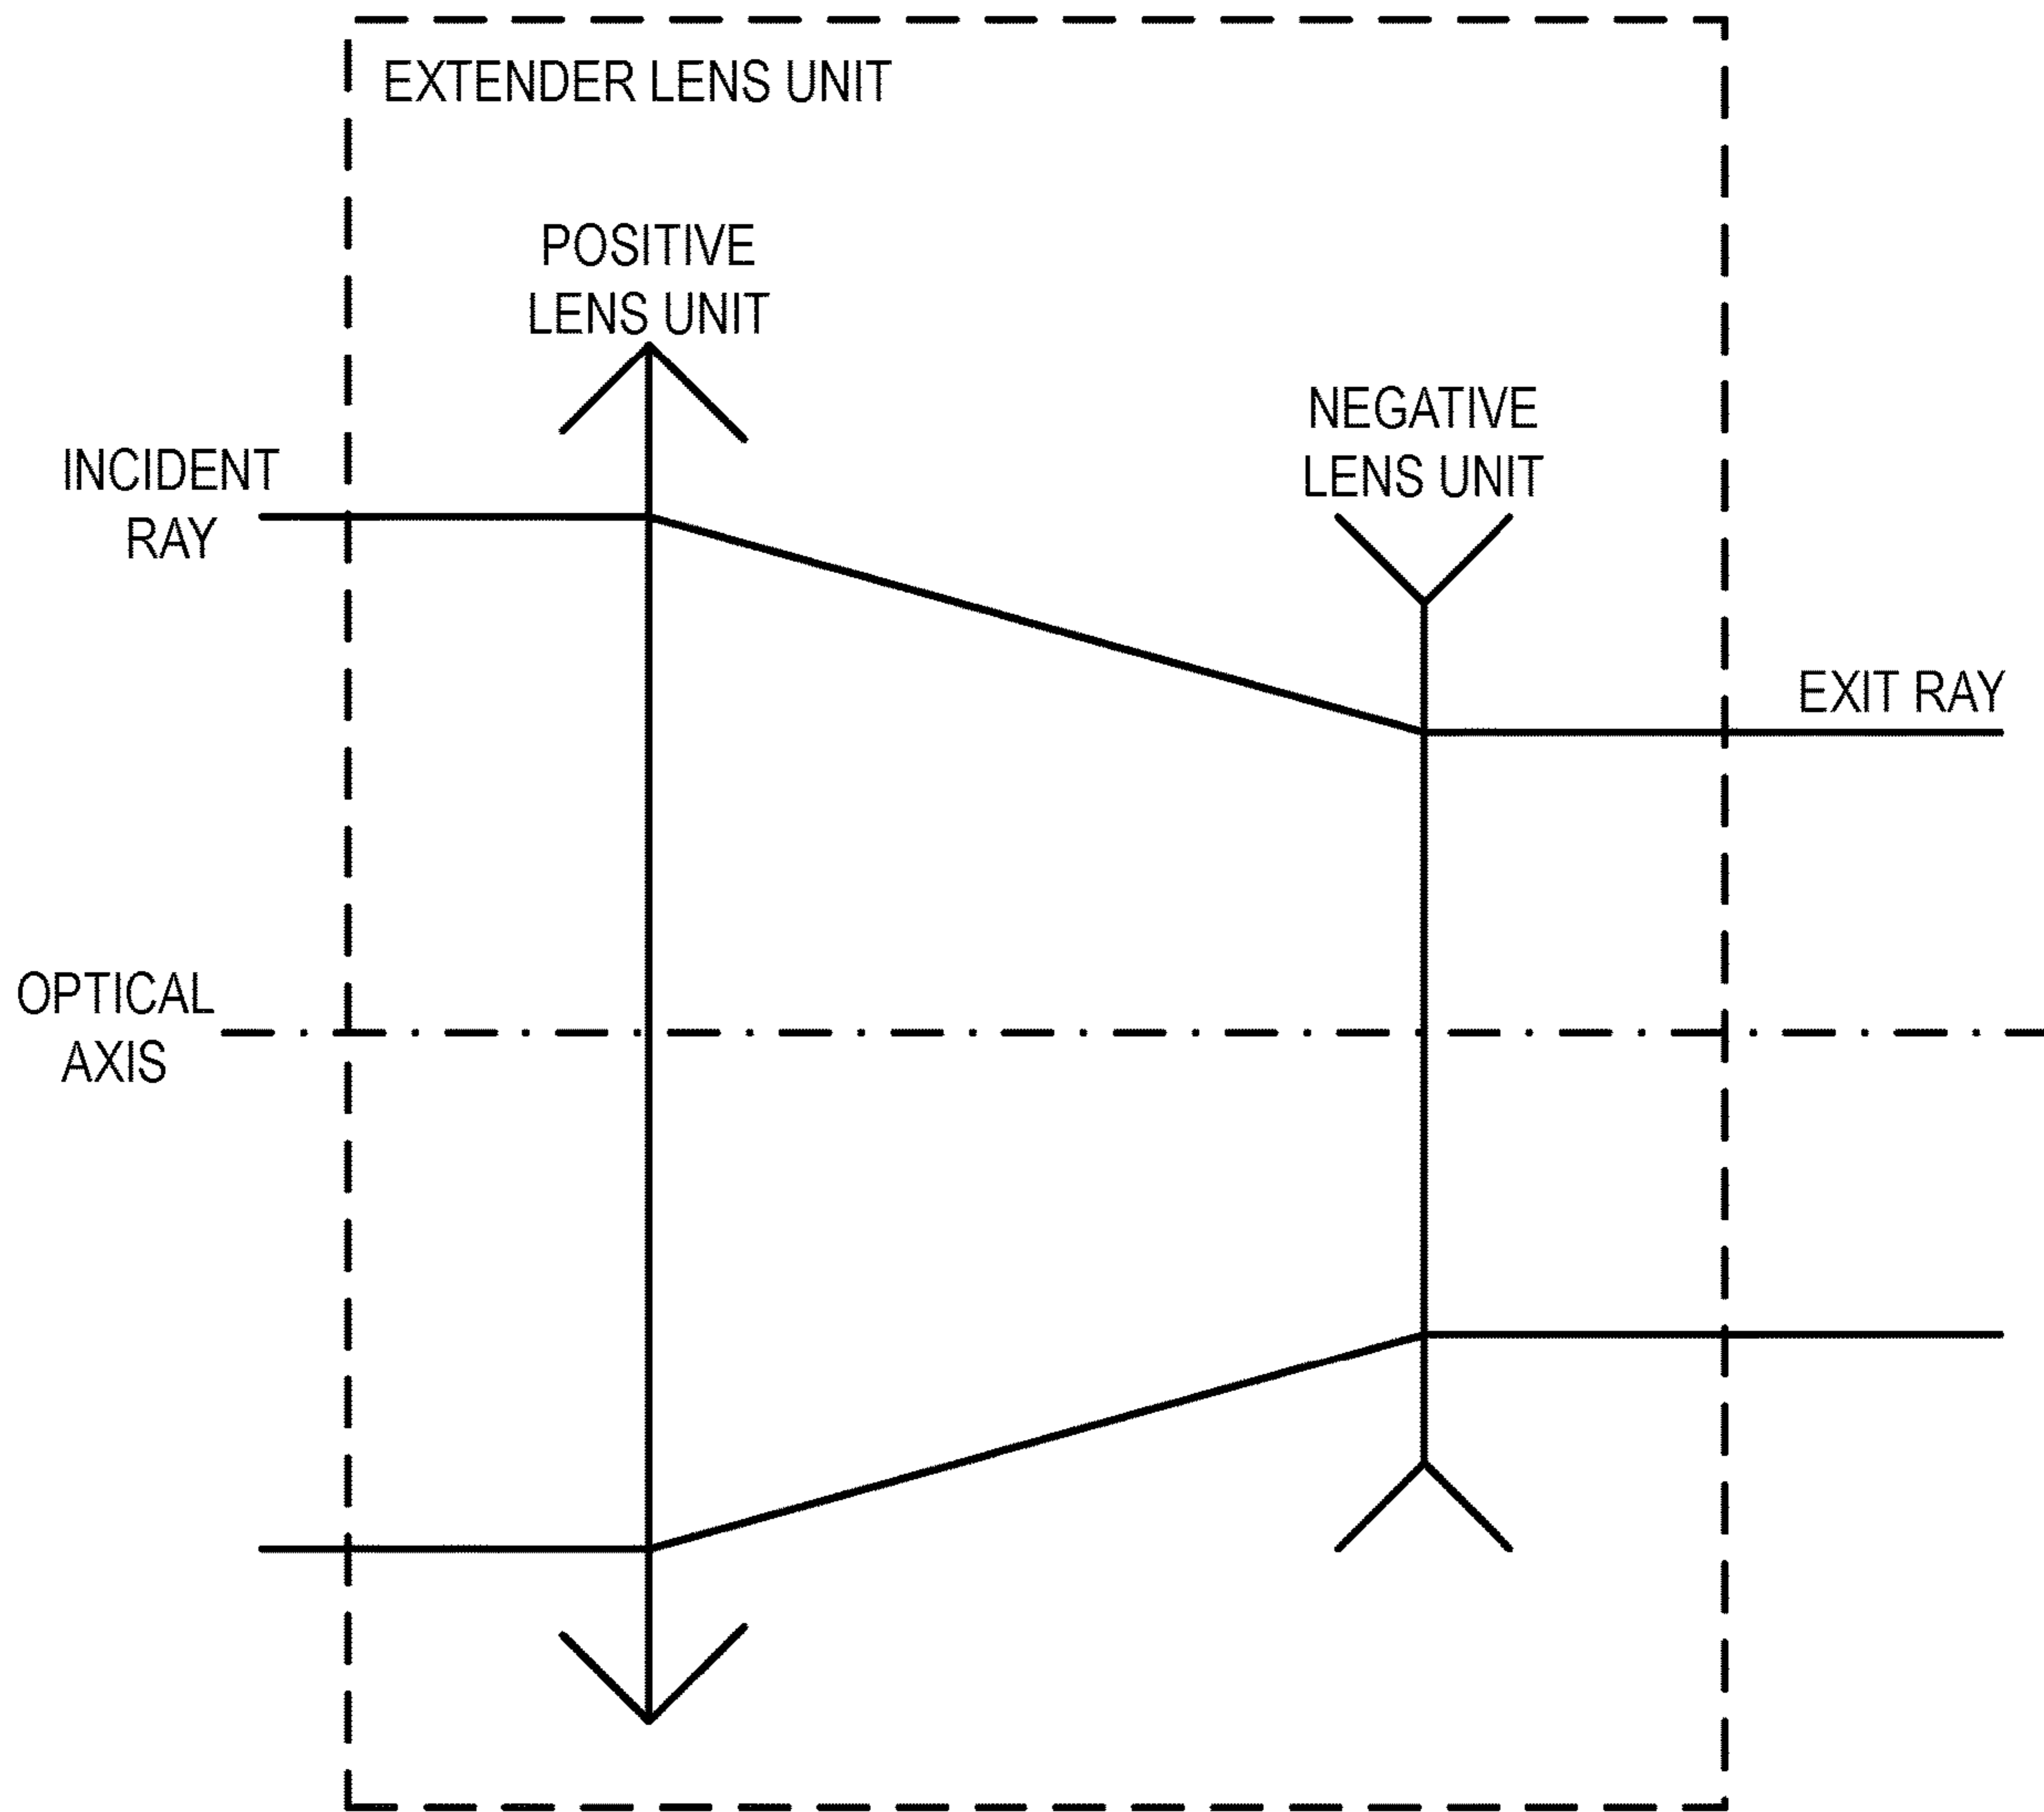 EXTENDER LENS UNIT
POSITIVE
LENS UNIT
NEGATIVE
LENS UNIT
INCIDENT
RAY
EXIT RAY
OPTICAL
AXIS